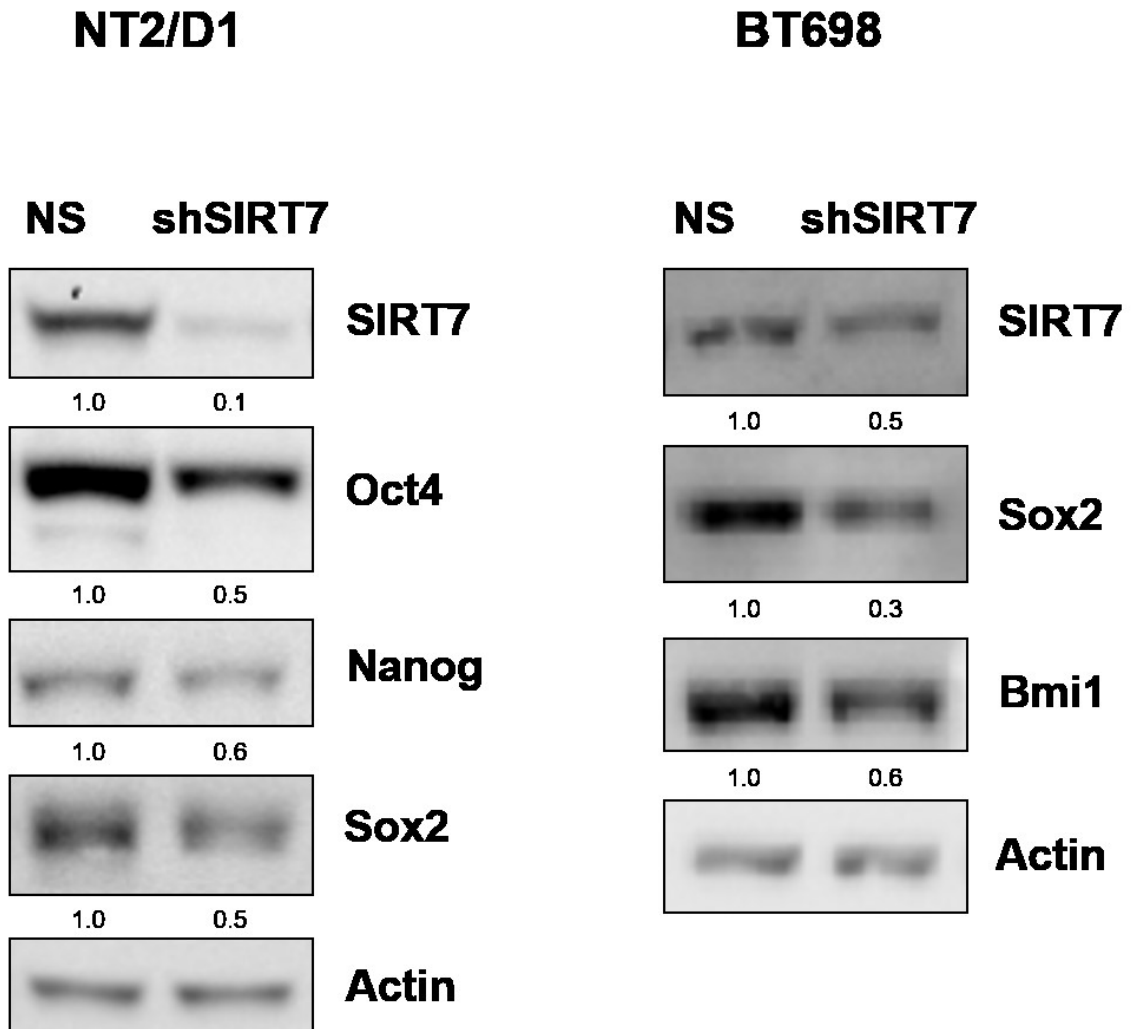 NT2/D1
NS shSIRT7
SIRT7
1.0 0.1
Oct4
1.0 0.5
Nanog
1.0 0.6
Sox2
1.0 0.5
Actin
BT698
NS shSIRT7
SIRT7
1.0 0.5
Sox2
1.0 0.3
Bmi1
1.0 0.6
Actin